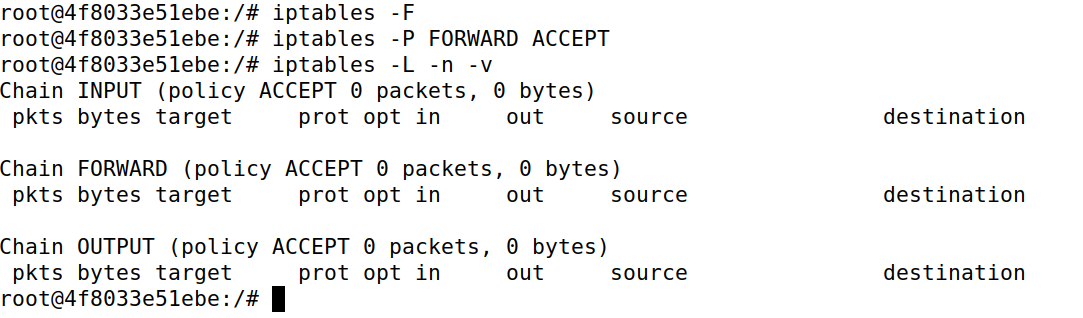 root@4f8033e51ebe:/# iptables -F
root@4f8033e51ebe:/# iptables -P FORWARD ACCEPT
root@4f8033e51ebe:/# iptables -L -n -v
Chain INPUT (policy ACCEPT 0 packets, 0 bytes)
 pkts bytes target     prot opt in     out     source               destination

Chain FORWARD (policy ACCEPT 0 packets, 0 bytes)
 pkts bytes target     prot opt in     out     source               destination

Chain OUTPUT (policy ACCEPT 0 packets, 0 bytes)
 pkts bytes target     prot opt in     out     source               destination
root@4f8033e51ebe:/#